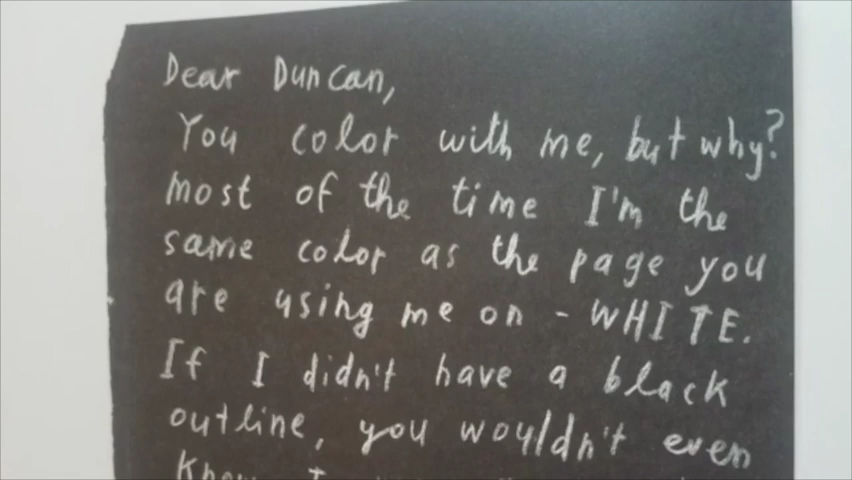 Dear Duncan,
You color with me, but why?
most of the time I'm the
same color as the page you
are using me on - WHITE.
If I didn't have a black
outline, you wouldn't even
Know I